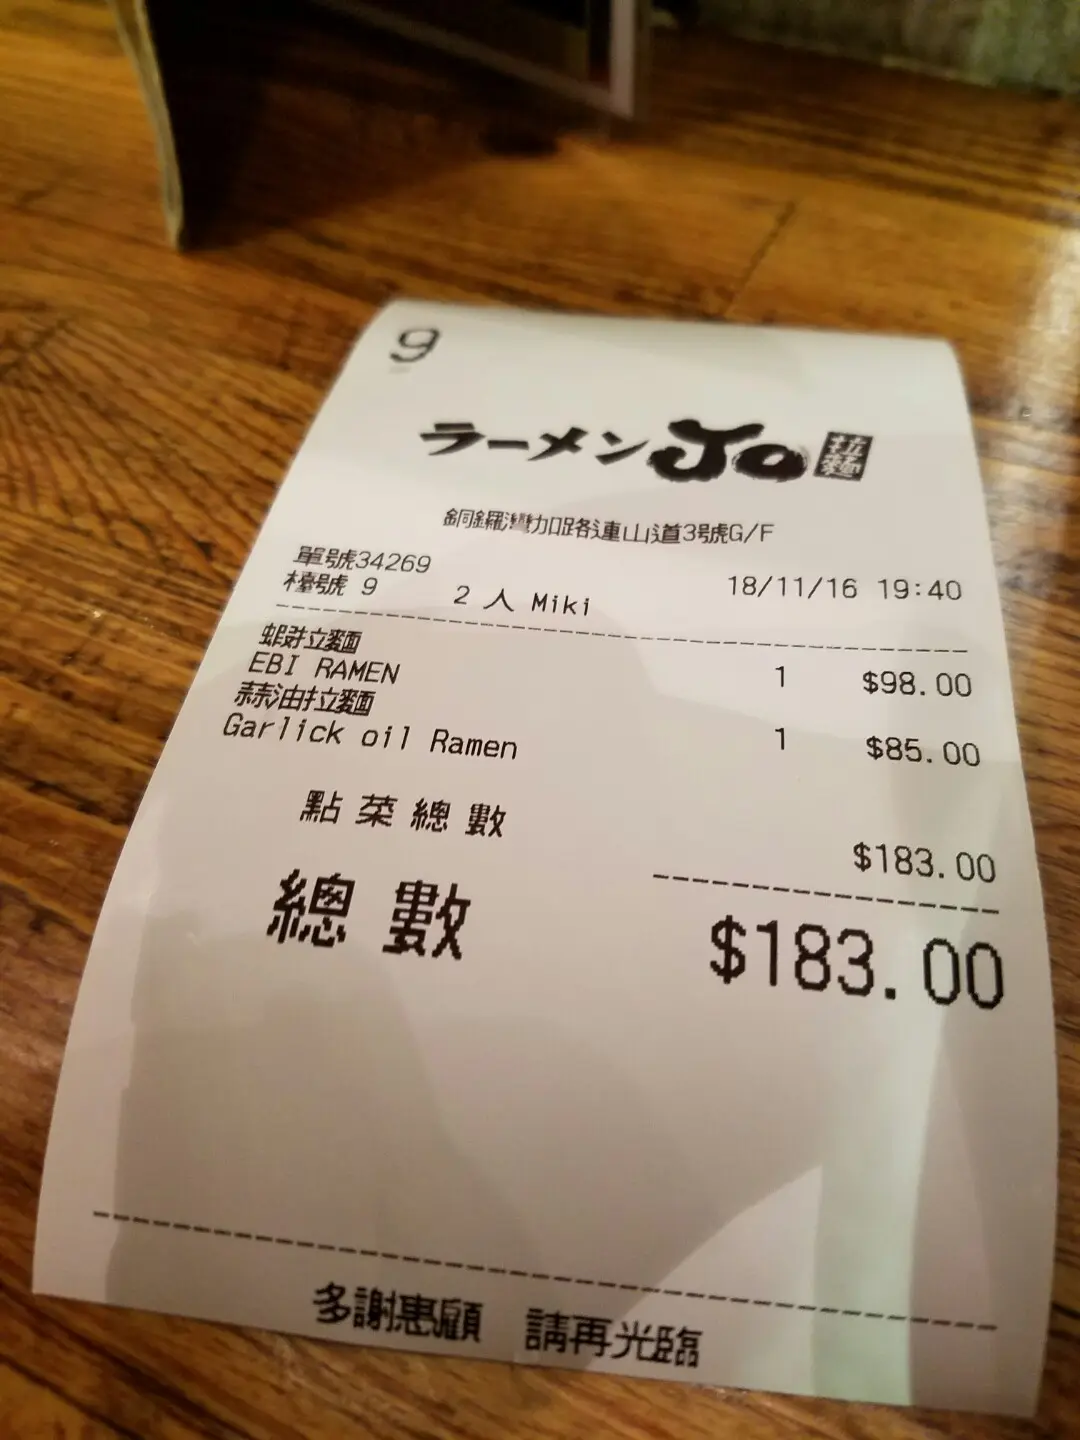 9
ラーメン Jo 拉麵
銅鑼灣加路連山道3號G/F
單號34269
檯號 9 2 人 Miki 18/11/16 19:40
蝦拉麵
EBI RAMEN 1 $98.00
蒜油拉麵
Garlick oil Ramen 1 $85.00
點菜總數 $183.00
總數 $183.00
多謝惠顧 請再光臨